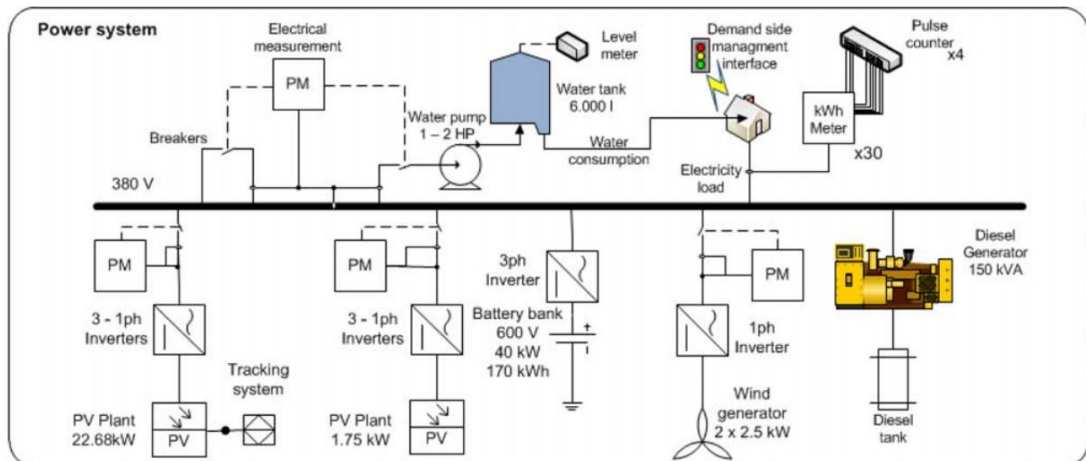 Power system
Electrical
measurement
PM
Breakers
380 V
Water pump
1 – 2 HP
Level
meter
Water tank
6.000 l
Water
consumption
Demand side
managment
interface
Electricity
load
Pulse
counter
x4
kWh
Meter
x30
PM
3 - 1ph
Inverters
Tracking
system
PV Plant
22.68kW
PV
PM
3 - 1ph
Inverters
PV Plant
1.75 kW
PV
3ph
Inverter
Battery bank
600 V
40 kW
170 kWh
+
PM
1ph
Inverter
Wind
generator
2 x 2.5 kW
Diesel
Generator
150 kVA
Diesel
tank